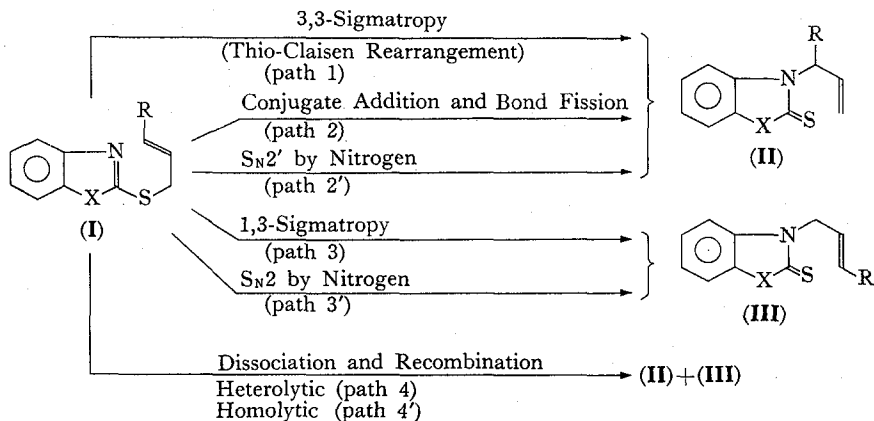 3,3-Sigmatropy
(Thio-Claisen Rearrangement)
(path 1)
Conjugate Addition and Bond Fission
(path 2)
SN2' by Nitrogen
(path 2')
1,3-Sigmatropy
(path 3)
SN2 by Nitrogen
(path 3')
Dissociation and Recombination
Heterolytic (path 4)
Homolytic (path 4')
R
N
X
S
(I)
R
N
S
X
(II)
N
S
X
R
(III)
(II)+(III)